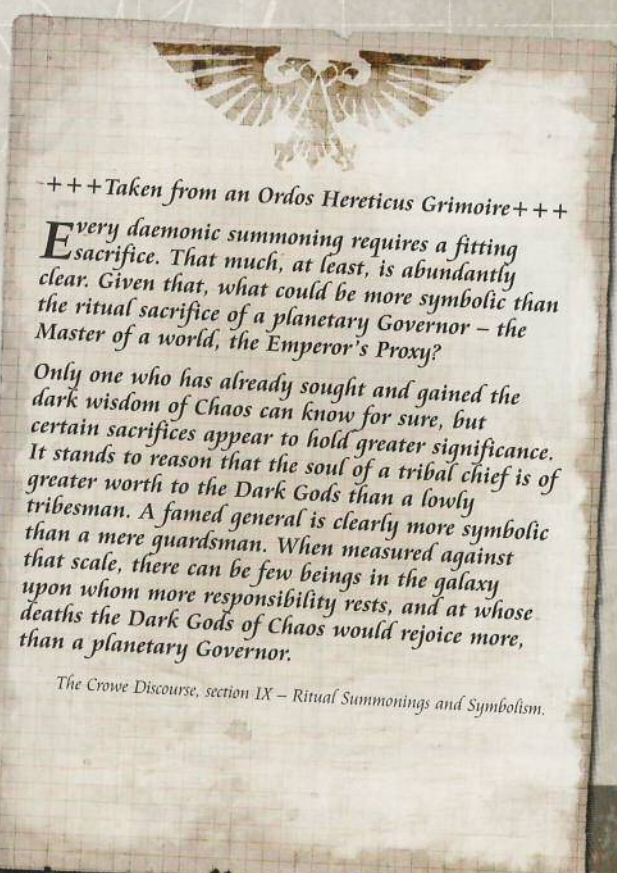 +++Taken from an Ordos Hereticus Grimoire+++
Every daemonic summoning requires a fitting
sacrifice. That much, at least, is abundantly
clear. Given that, what could be more symbolic than
the ritual sacrifice of a planetary Governor – the
Master of a world, the Emperor's Proxy?
Only one who has already sought and gained the
dark wisdom of Chaos can know for sure, but
certain sacrifices appear to hold greater significance.
It stands to reason that the soul of a tribal chief is of
greater worth to the Dark Gods than a lowly
tribesman. A famed general is clearly more symbolic
than a mere guardsman. When measured against
that scale, there can be few beings in the galaxy
upon whom more responsibility rests, and at whose
deaths the Dark Gods of Chaos would rejoice more,
than a planetary Governor.
The Crowe Discourse, section IX – Ritual Summonings and Symbolism.